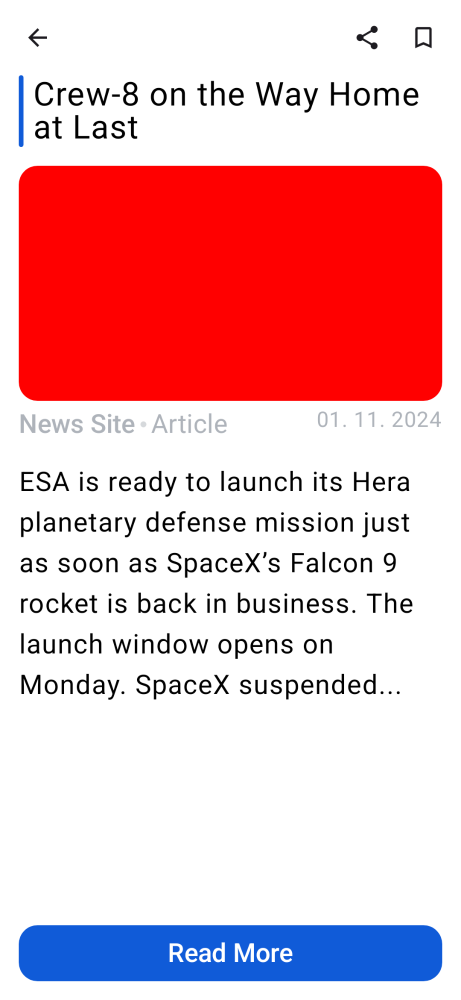 Crew-8 on the Way Home
at Last
News Site • Article
01. 11. 2024
ESA is ready to launch its Hera
planetary defense mission just
as soon as SpaceX’s Falcon 9
rocket is back in business. The
launch window opens on
Monday. SpaceX suspended...
Read More